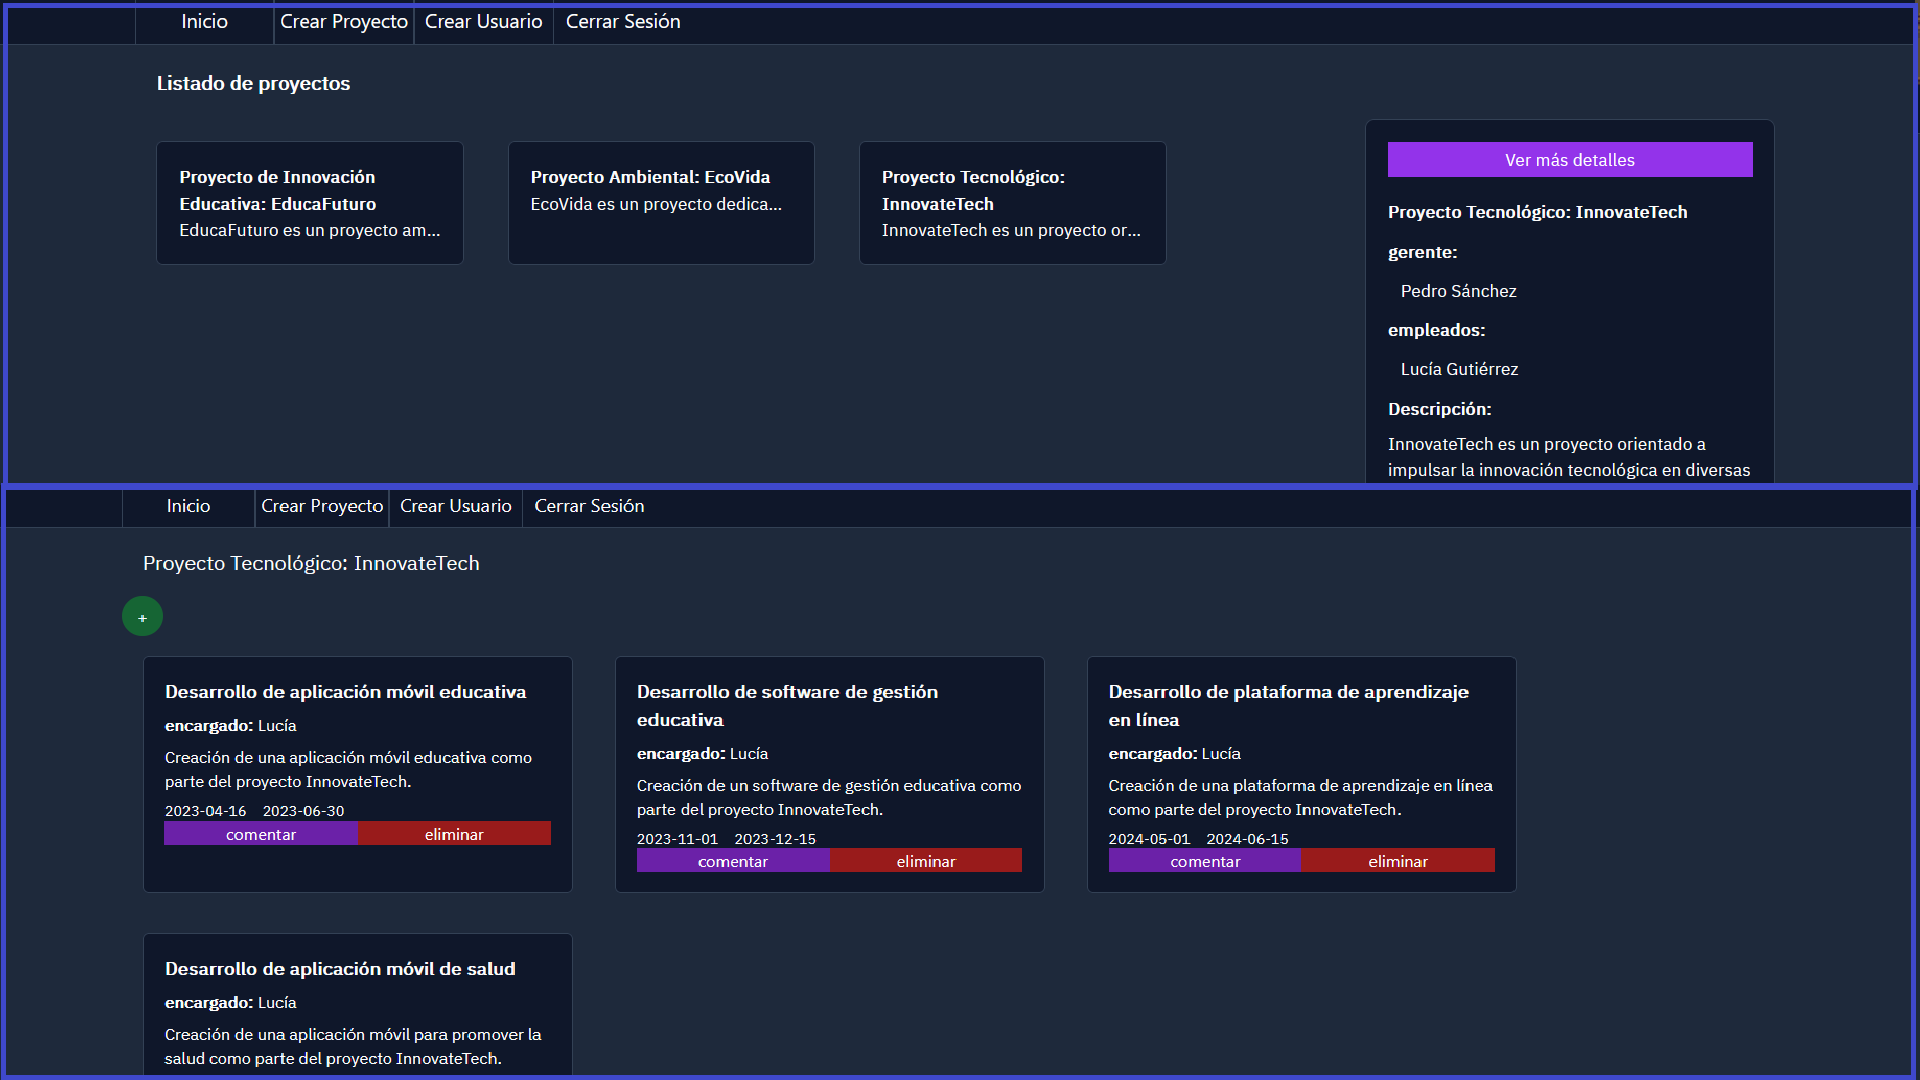 Inicio Crear Proyecto Crear Usuario Cerrar Sesión
Listado de proyectos
Proyecto de Innovación
Educativa: EducaFuturo
EducaFuturo es un proyecto am...
Proyecto Ambiental: EcoVida
EcoVida es un proyecto dedica...
Proyecto Tecnológico:
InnovateTech
InnovateTech es un proyecto or...
Ver más detalles
Proyecto Tecnológico: InnovateTech
gerente:
Pedro Sánchez
empleados:
Lucía Gutiérrez
Descripción:
InnovateTech es un proyecto orientado a
impulsar la innovación tecnológica en diversas
Inicio Crear Proyecto Crear Usuario Cerrar Sesión
Proyecto Tecnológico: InnovateTech
+
Desarrollo de aplicación móvil educativa
encargado: Lucía
Creación de una aplicación móvil educativa como
parte del proyecto InnovateTech.
2023-04-16 2023-06-30
comentar eliminar
Desarrollo de software de gestión
educativa
encargado: Lucía
Creación de un software de gestión educativa como
parte del proyecto InnovateTech.
2023-11-01 2023-12-15
comentar eliminar
Desarrollo de plataforma de aprendizaje
en línea
encargado: Lucía
Creación de una plataforma de aprendizaje en línea
como parte del proyecto InnovateTech.
2024-05-01 2024-06-15
comentar eliminar
Desarrollo de aplicación móvil de salud
encargado: Lucía
Creación de una aplicación móvil para promover la
salud como parte del proyecto InnovateTech.